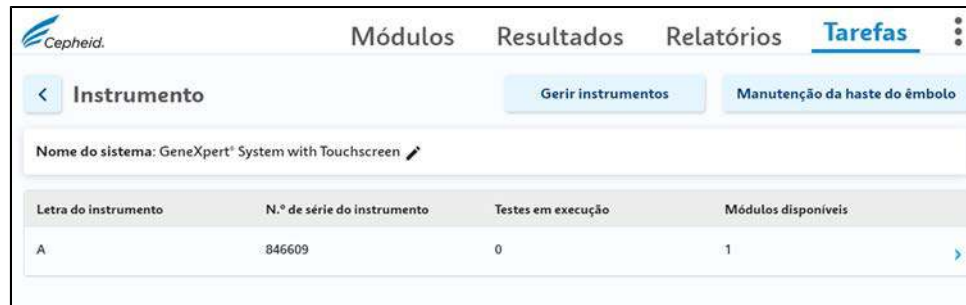 Cepheid.
Módulos Resultados Relatórios Tarefas
Instrumento Gerir instrumentos Manutenção da haste do êmbolo
Nome do sistema: GeneXpert® System with Touchscreen
Letra do instrumento N.º de série do instrumento Testes em execução Módulos disponíveis
A 846609 0 1